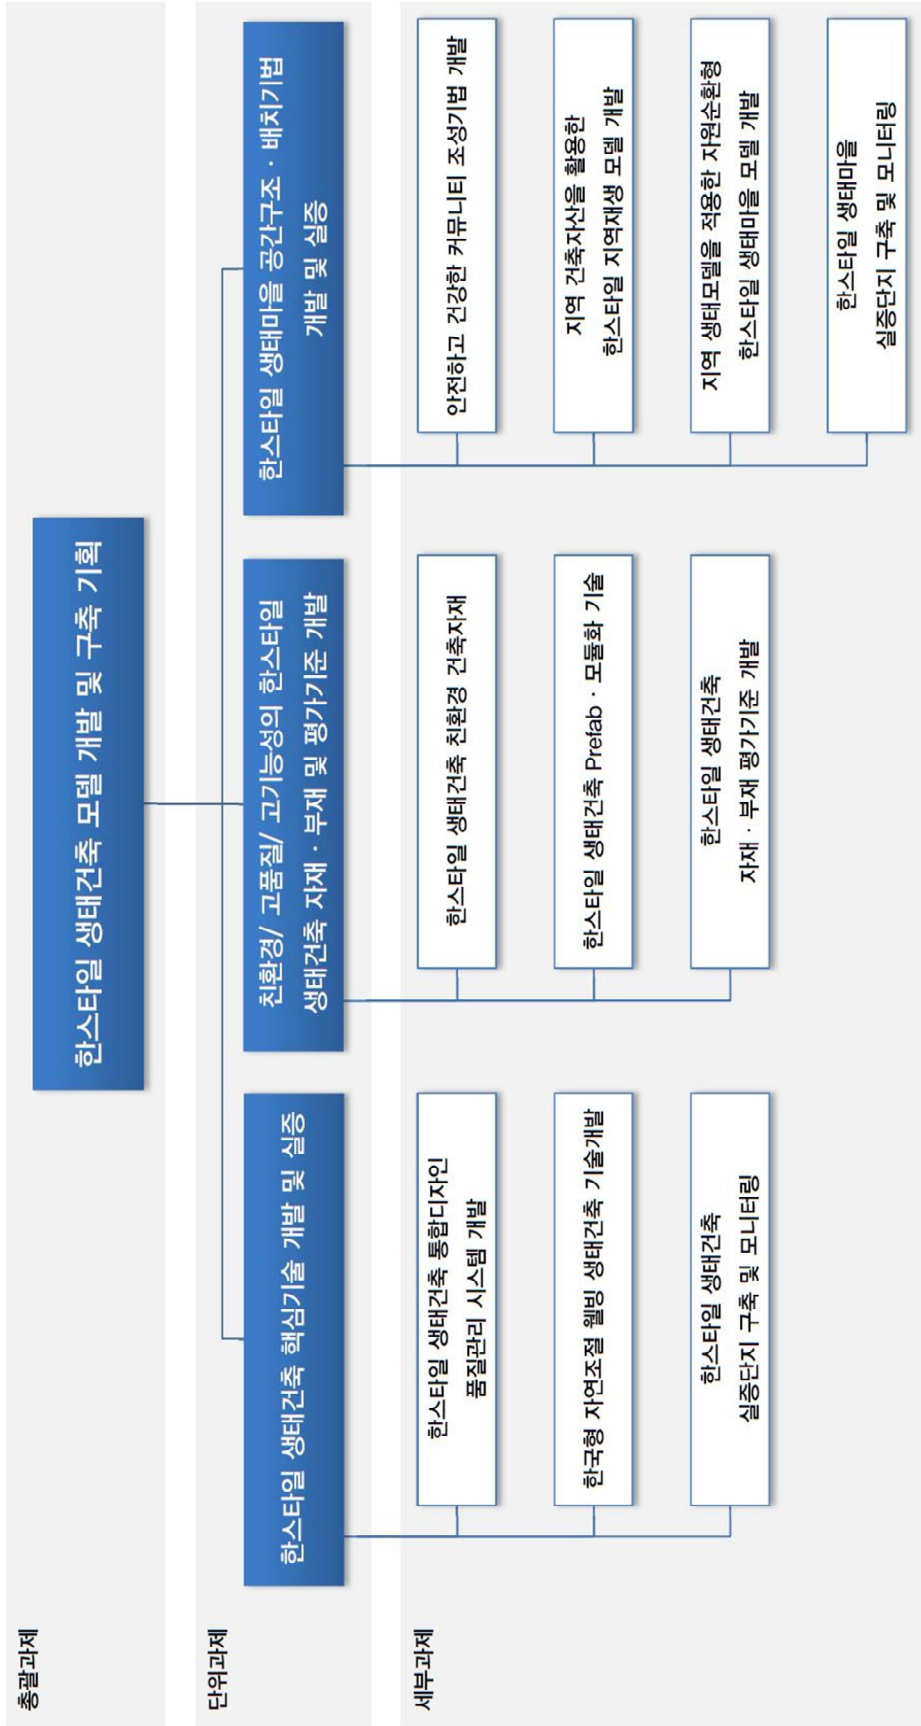 총괄과제
한스타일 생태건축 모델 개발 및 구축 기획
단위과제
한스타일 생태건축 핵심기술 개발 및 실증
친환경/ 고품질/ 고기능성의 한스타일
생태건축 자재 · 부재 및 평가기준 개발
한스타일 생태마을 공간구조 · 배치기법
개발 및 실증
세부과제
한스타일 생태건축 통합디자인
품질관리 시스템 개발
한국형 자연조절 웰빙 생태건축 기술개발
한스타일 생태건축
실증단지 구축 및 모니터링
한스타일 생태건축 친환경 건축자재
한스타일 생태건축 Prefab · 모듈화 기술
한스타일 생태건축
자재 · 부재 평가기준 개발
안전하고 건강한 커뮤니티 조성기법 개발
지역 건축자산을 활용한
한스타일 지역재생 모델 개발
지역 생태모델을 적용한 자원순환형
한스타일 생태마을 모델 개발
한스타일 생태마을
실증단지 구축 및 모니터링